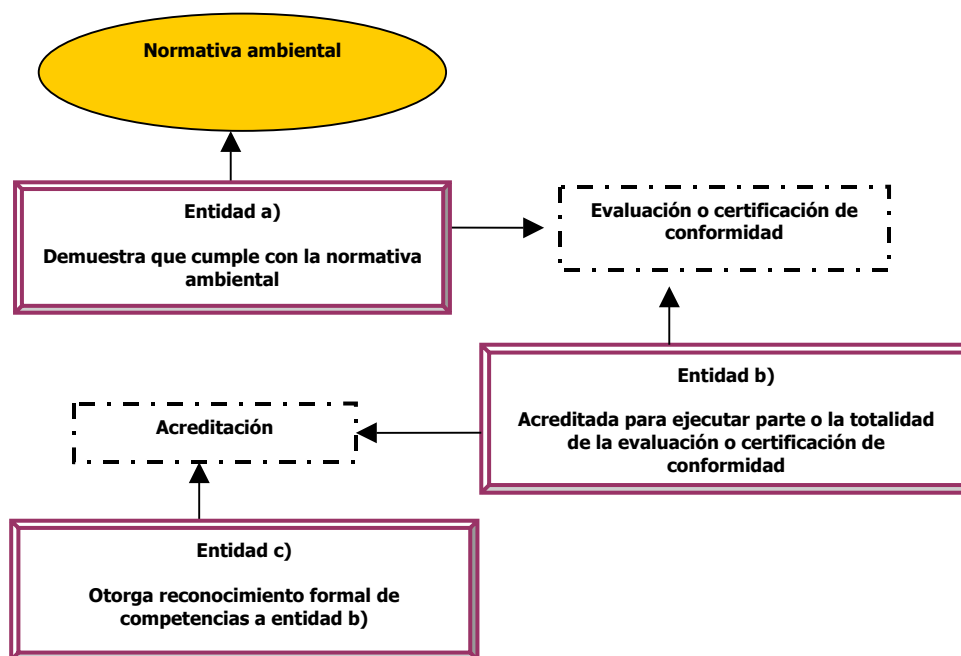 Normativa ambiental
Entidad a)
Demuestra que cumple con la normativa
ambiental
Evaluación o certificación de
conformidad
Entidad b)
Acreditada para ejecutar parte o la totalidad
de la evaluación o certificación de
conformidad
Acreditación
Entidad c)
Otorga reconocimiento formal de
competencias a entidad b)